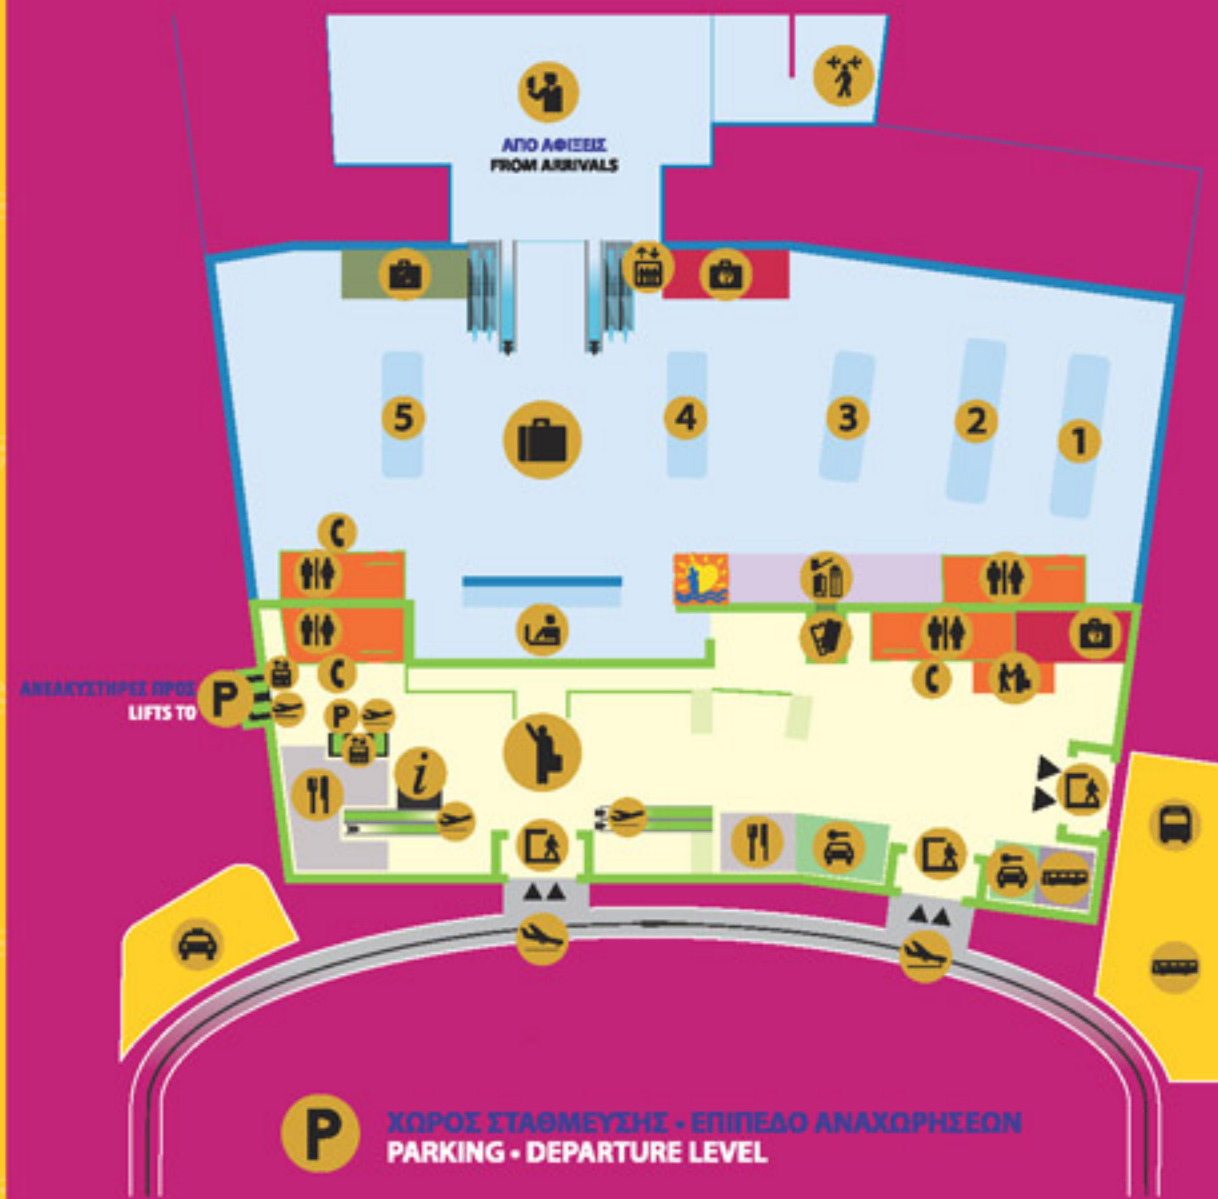 ΑΠΟ ΑΦΙΞΕΙΣ
FROM ARRIVALS
5
4
3
2
1
ΑΝΕΛΚΥΣΤΗΡΕΣ ΠΡΟΣ
LIFTS TO
P
P
i
P
ΧΩΡΟΣ ΣΤΑΘΜΕΥΣΗΣ • ΕΠΙΠΕΔΟ ΑΝΑΧΩΡΗΣΕΩΝ
PARKING • DEPARTURE LEVEL